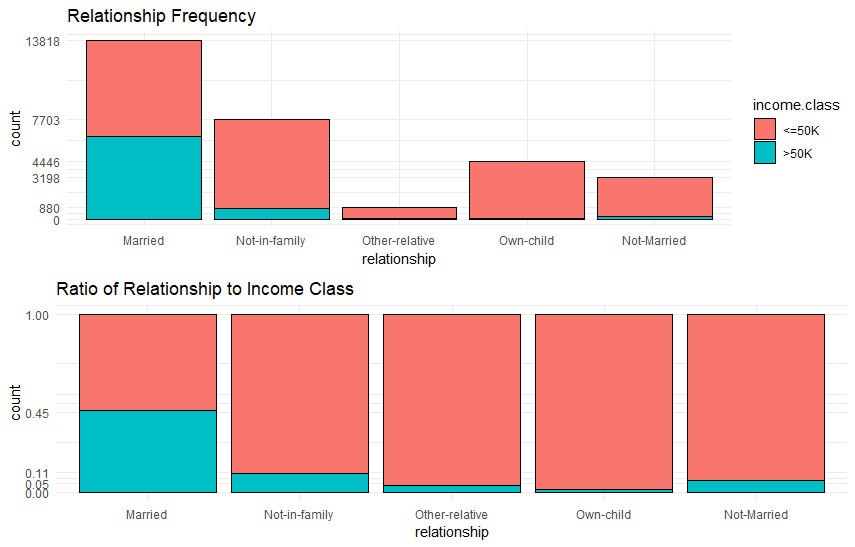 Relationship Frequency
13818
7703
4446
3198
880
0
count
Married Not-in-family Other-relative Own-child Not-Married
relationship
income.class
<=50K
>50K
Ratio of Relationship to Income Class
1.00
0.45
0.11
0.05
0.00
count
Married Not-in-family Other-relative Own-child Not-Married
relationship